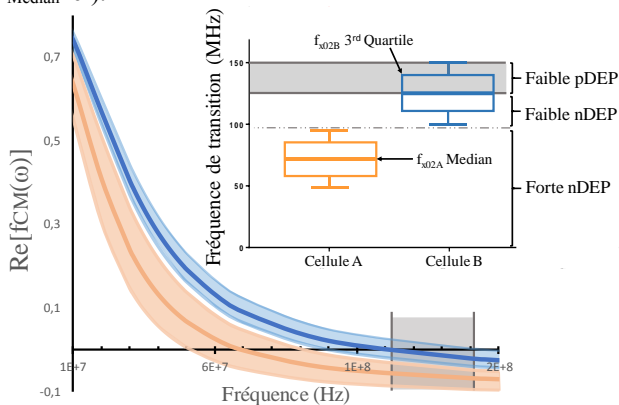 Median
Re[fCM(ω)]
0,7
0,5
0,3
0,1
-0,1
1E+7
6E+7
1E+8
2E+8
Fréquence (Hz)
Fréquence de transition (MHz)
150
100
50
0
fx02B 3rd Quartile
fx02A Median
Cellule A
Cellule B
Faible pDEP
Faible nDEP
Forte nDEP